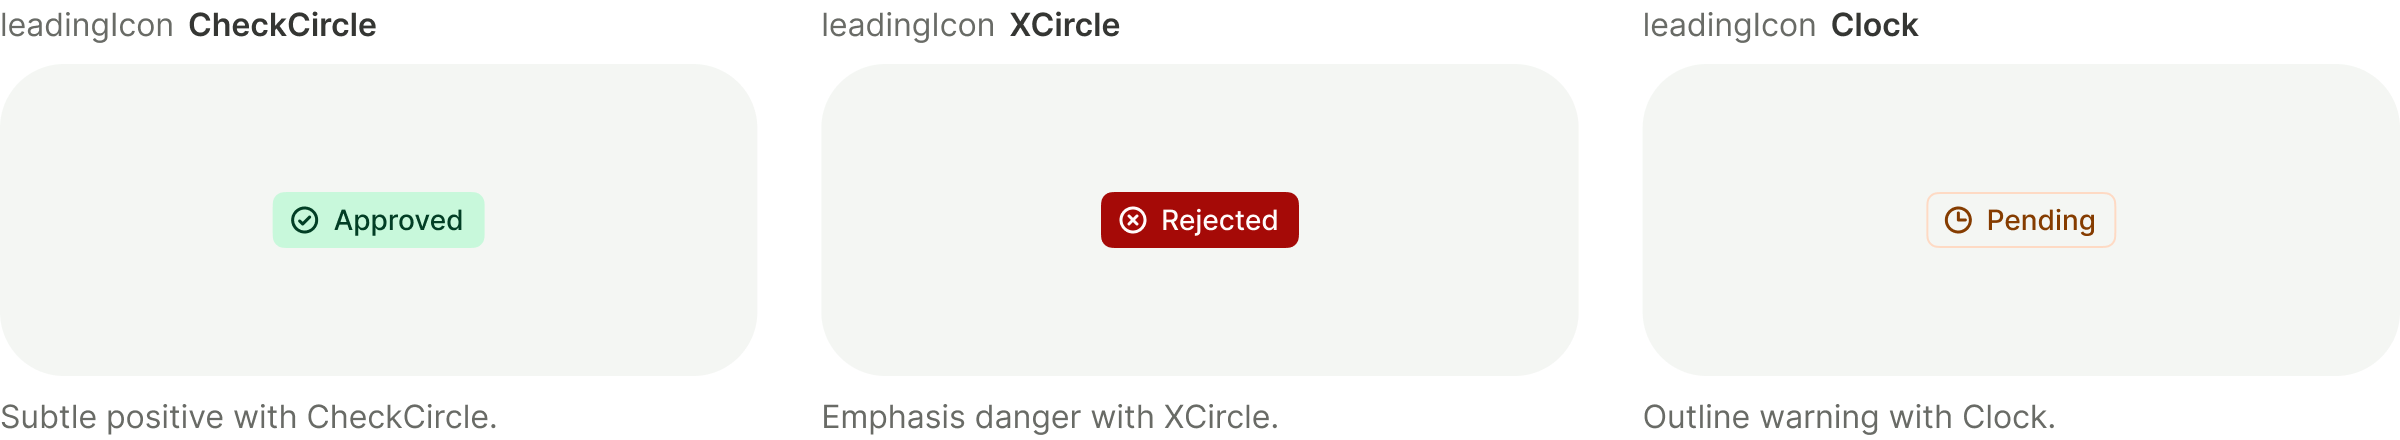 leadingIcon CheckCircle
Approved
Subtle positive with CheckCircle.
leadingIcon XCircle
Rejected
Emphasis danger with XCircle.
leadingIcon Clock
Pending
Outline warning with Clock.